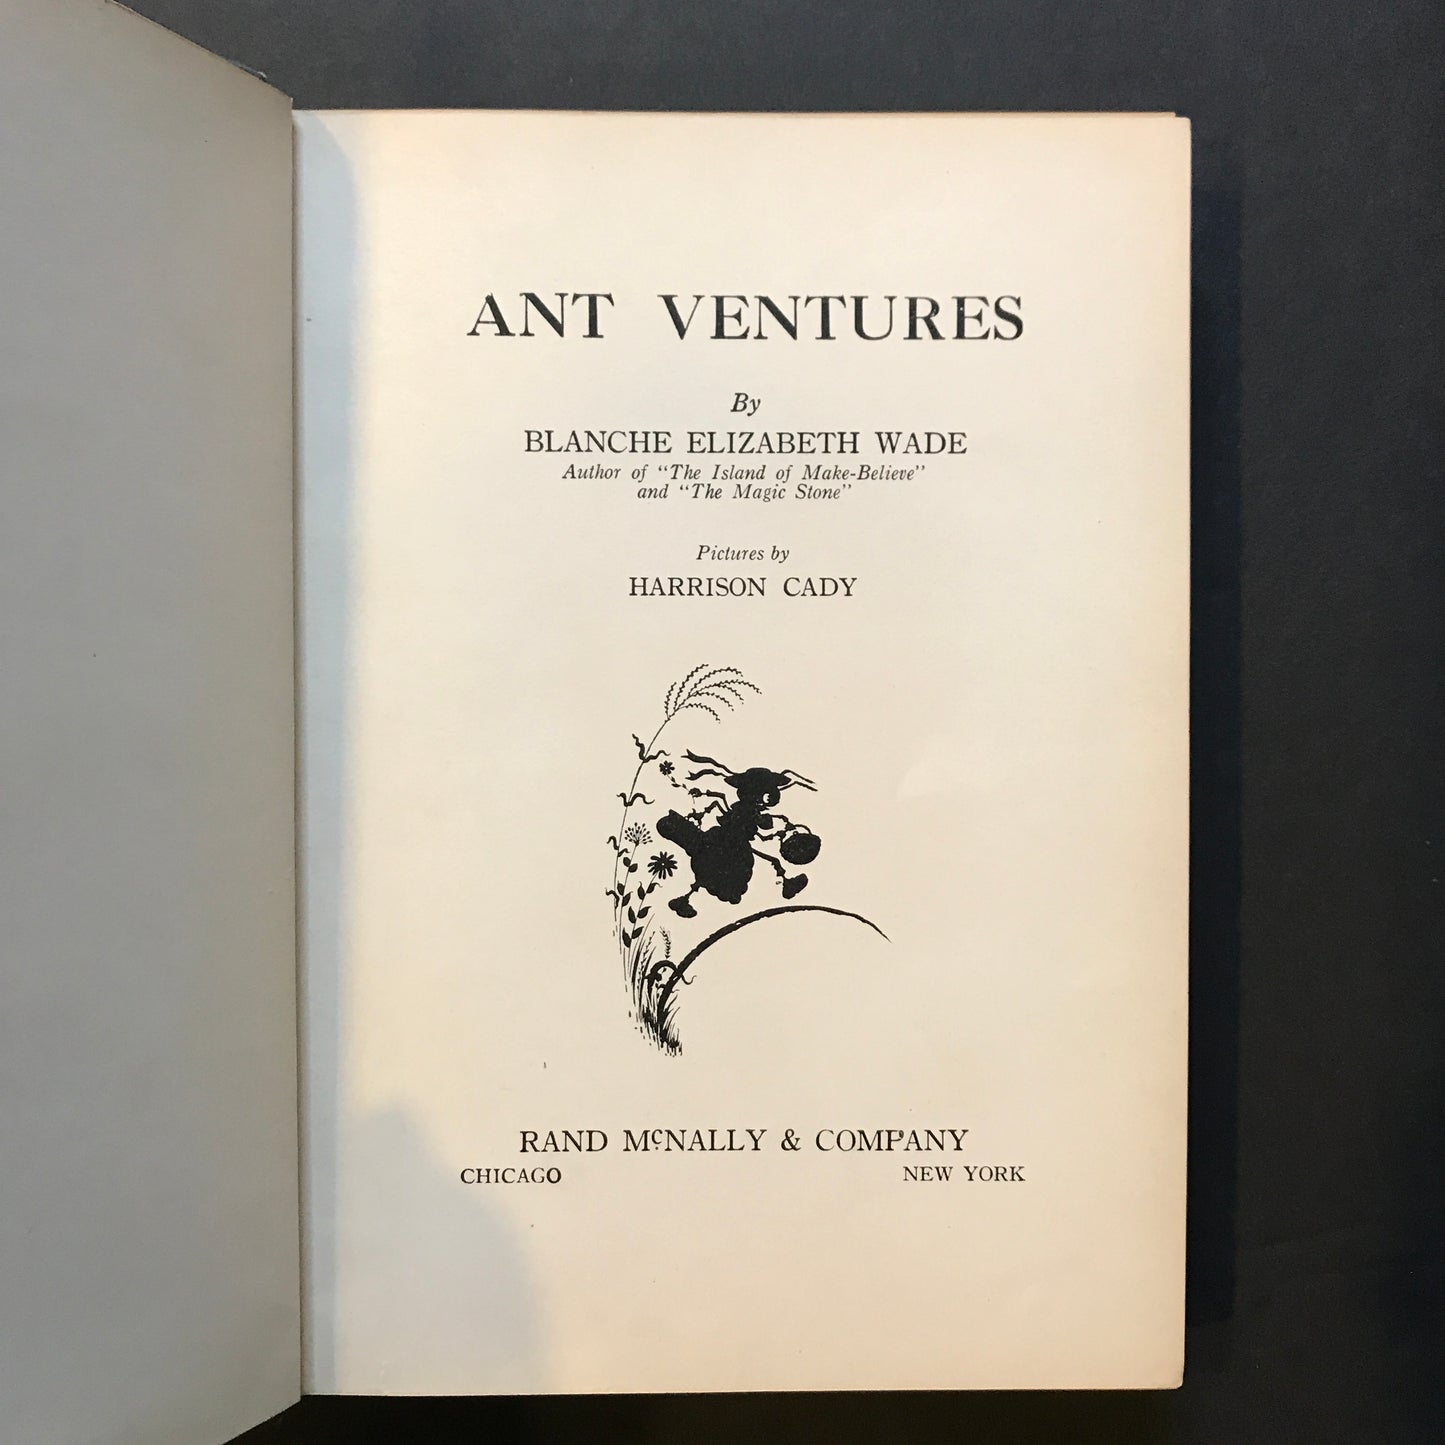 ANT VENTURES
By
BLANCHE ELIZABETH WADE
Author of "The Island of Make-Believe"
and "The Magic Stone"
Pictures by
HARRISON CADY
RAND MCNALLY & COMPANY
CHICAGO NEW YORK